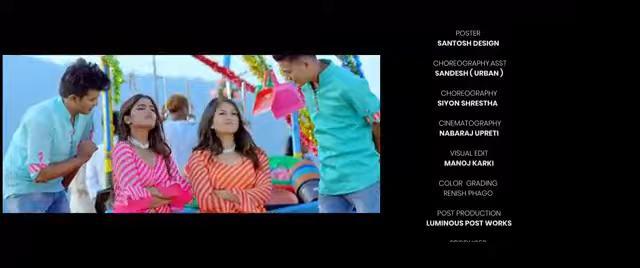 POSTER
SANTOSH DESIGN
CHOREOGRAPHY.ASST
SANDESH ( URBAN )
CHOREOGRAPHY
SIYON SHRESTHA
CINEMATOGRAPHY
NABARAJ UPRETI
VISUAL EDIT
MANOJ KARKI
COLOR GRADING
RENISH PHAGO
POST PRODUCTION
LUMINOUS POST WORKS